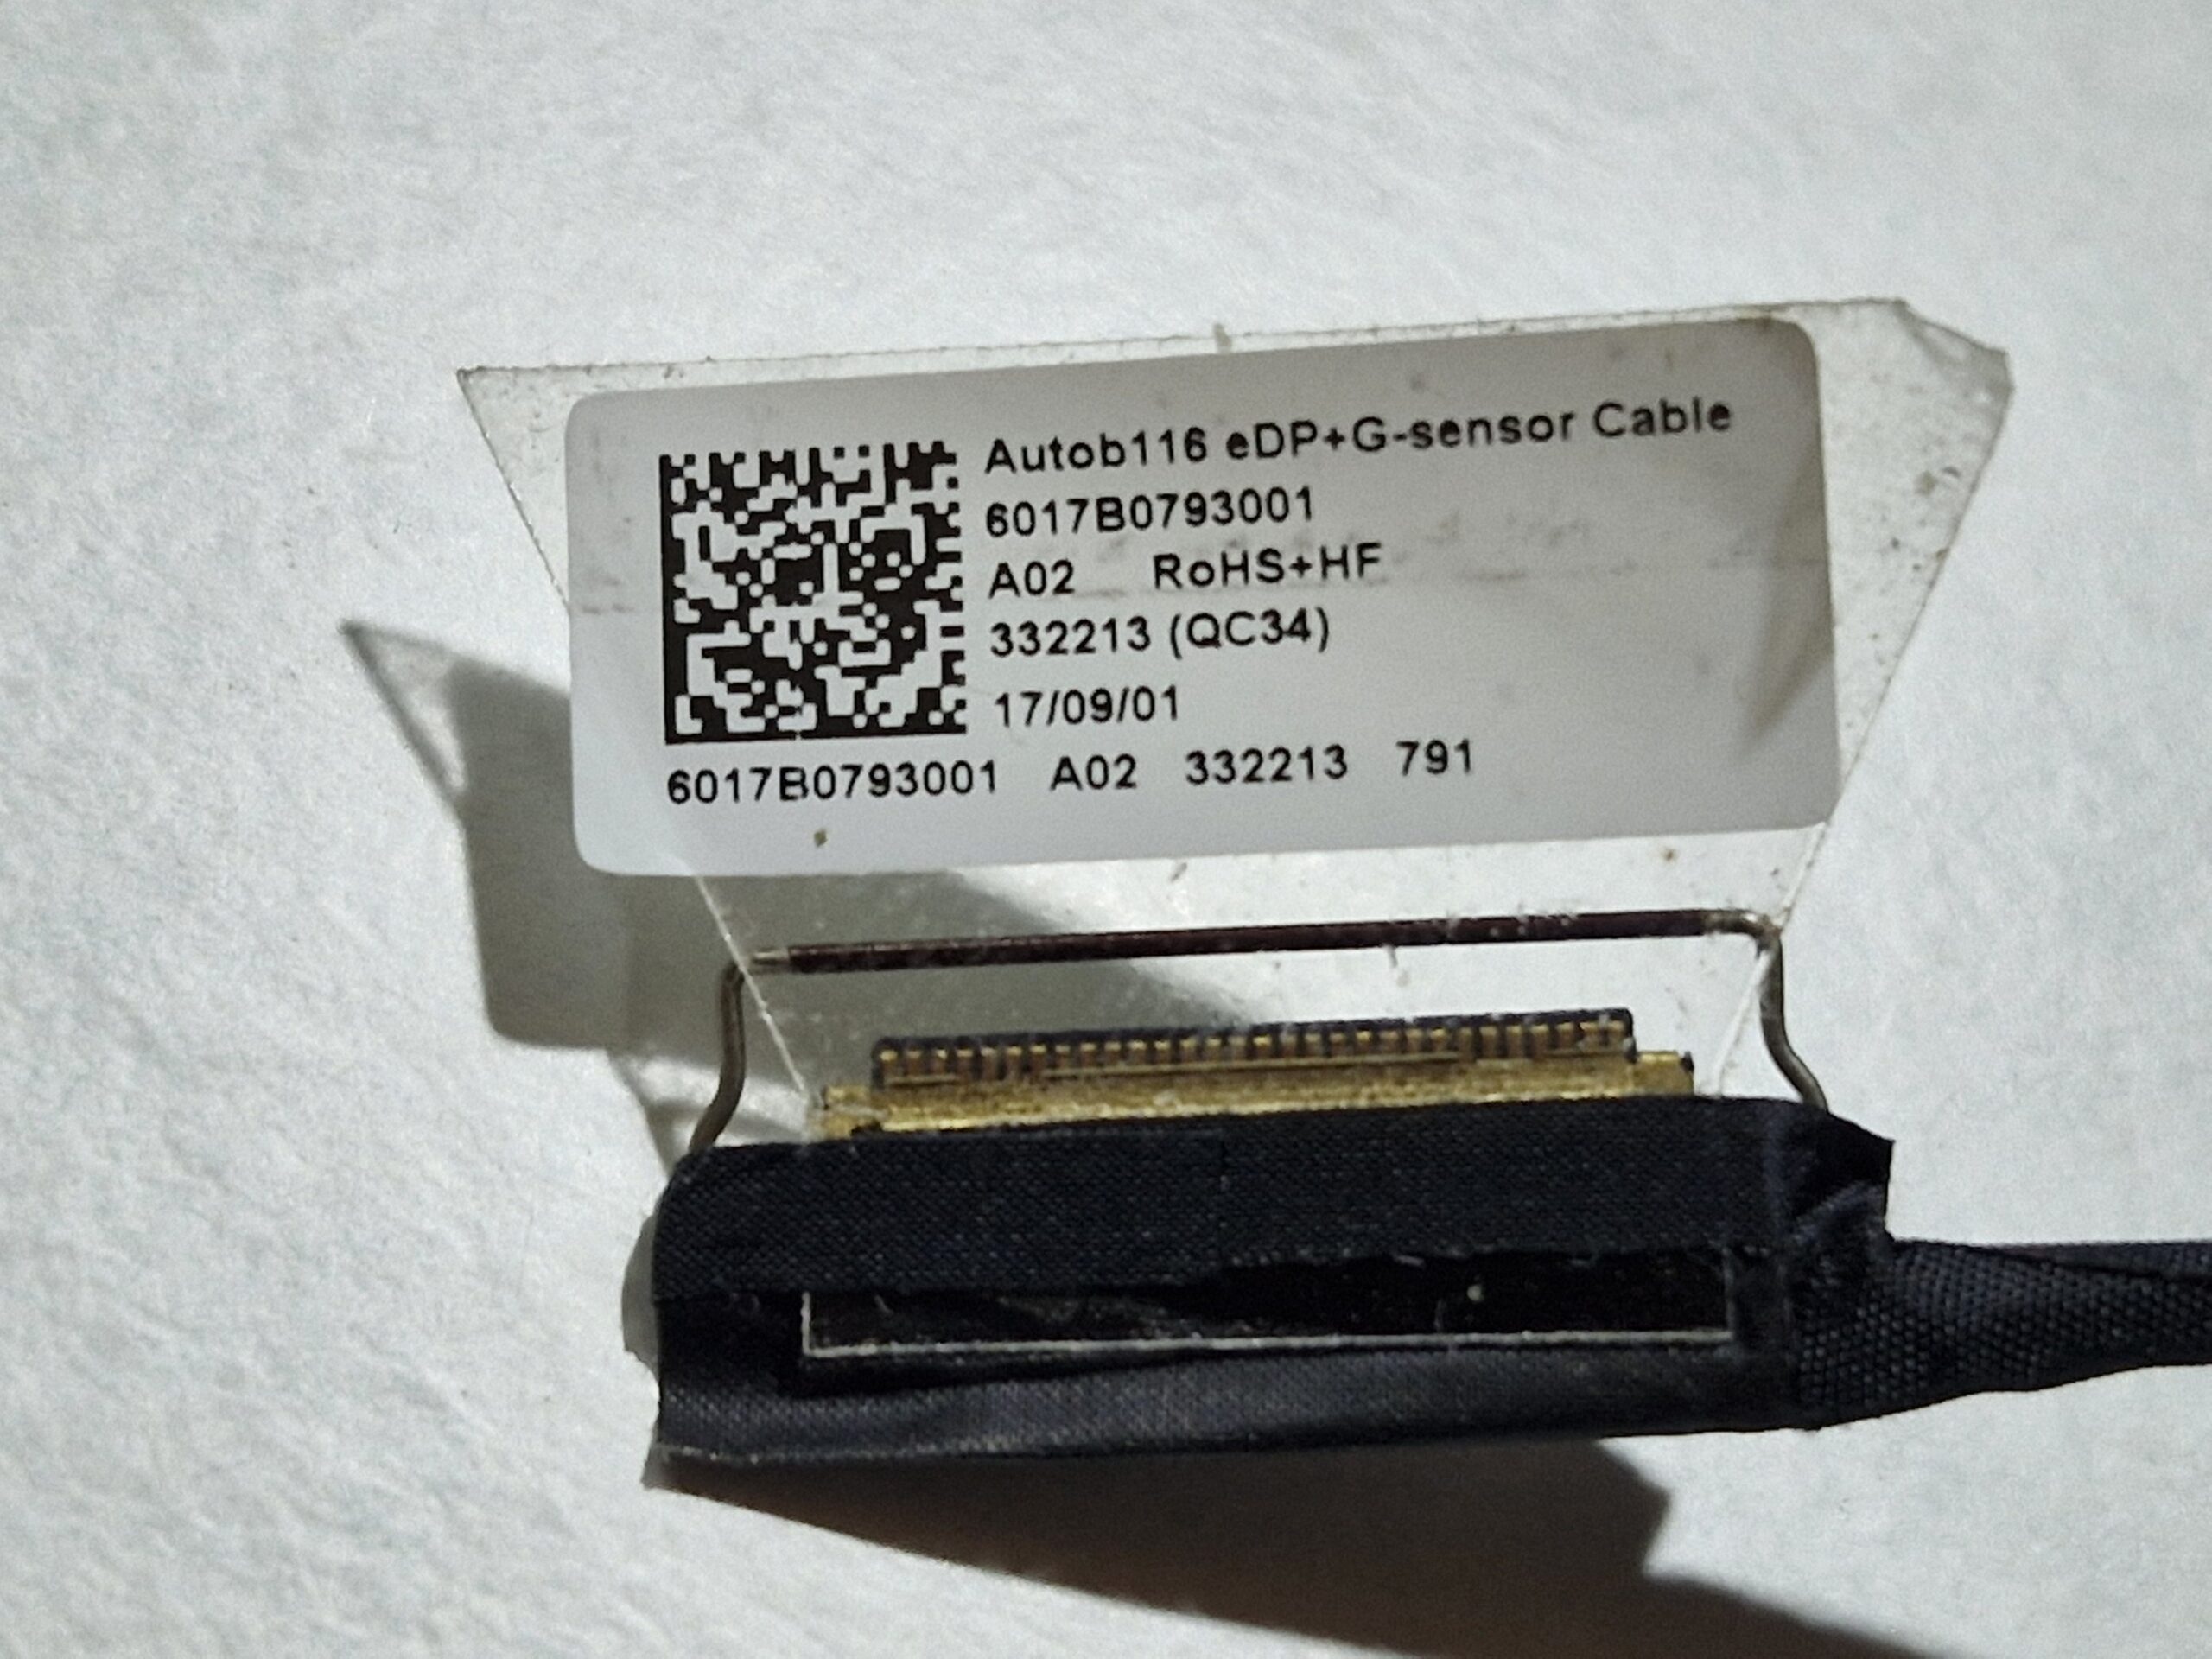 Autob116 eDP+G-sensor Cable
6017B0793001
A02 RoHS+HF
332213 (QC34)
17/09/01
6017B0793001 A02 332213 791